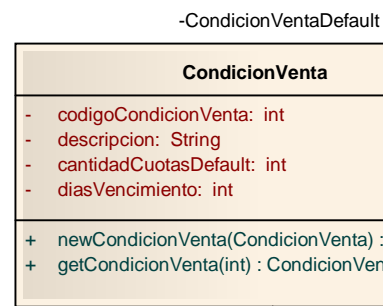 -CondicionVentaDefault
CondicionVenta
- codigoCondicionVenta: int
- descripcion: String
- cantidadCuotasDefault: int
- diasVencimiento: int
+ newCondicionVenta(CondicionVenta) :
+ getCondicionVenta(int) : CondicionVen